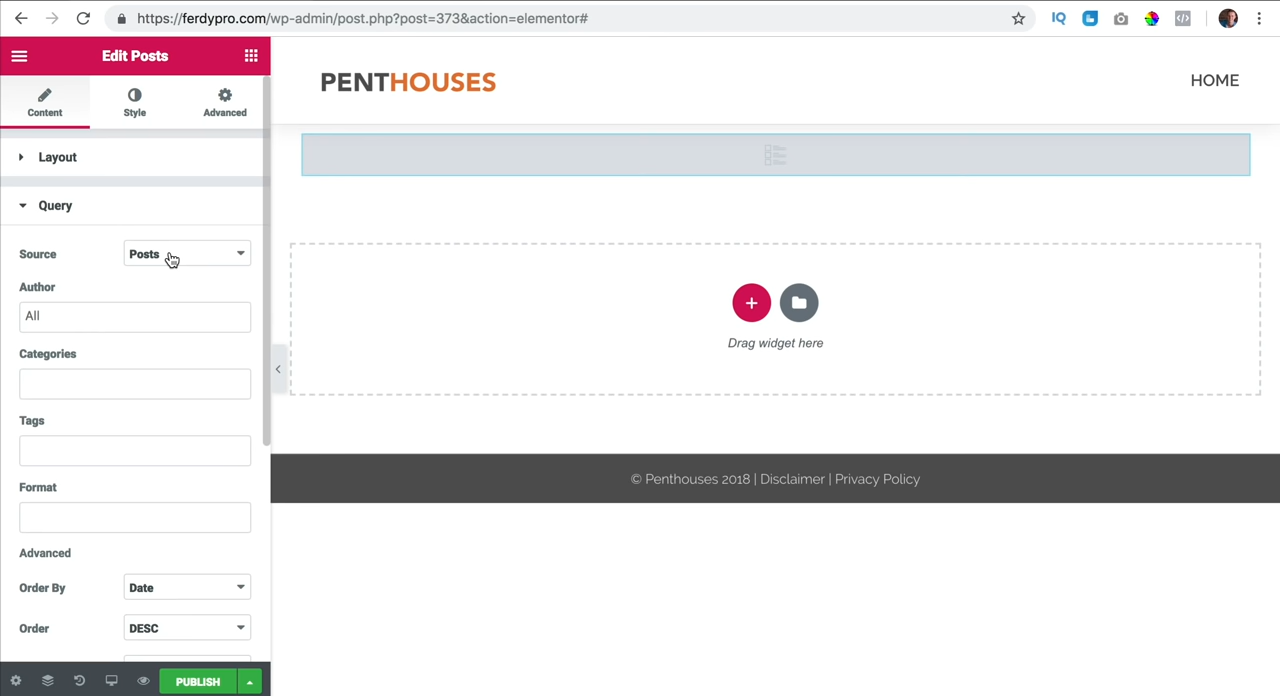 https://ferdypro.com/wp-admin/post.php?post=373&action=elementor#
IQ
Edit Posts
PENTHOUSES
HOME
Content
Style
Advanced
Layout
Query
Source
Posts
Author
All
Categories
Drag widget here
Tags
© Penthouses 2018 | Disclaimer | Privacy Policy
Format
Advanced
Order By
Date
Order
DESC
PUBLISH